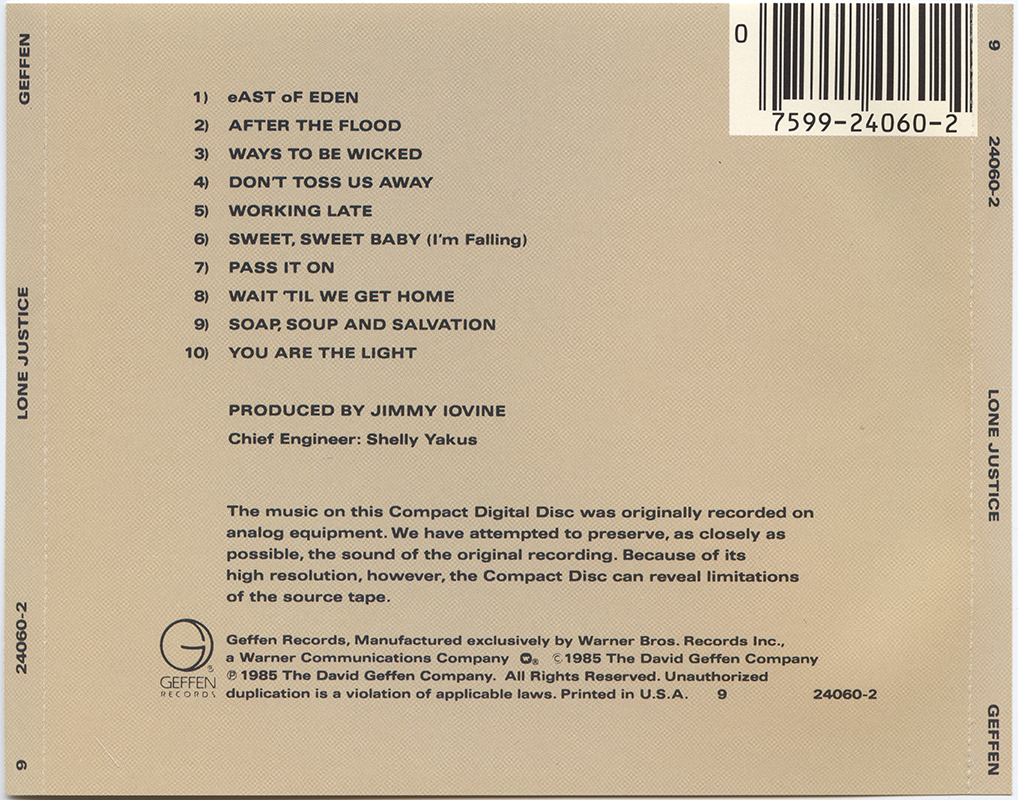 GEFFEN
LONE JUSTICE
24060-2
9
0
7599-24060-2
1) eAST oF EDEN
2) AFTER THE FLOOD
3) WAYS TO BE WICKED
4) DON'T TOSS US AWAY
5) WORKING LATE
6) SWEET, SWEET BABY (I'm Falling)
7) PASS IT ON
8) WAIT 'TIL WE GET HOME
9) SOAP, SOUP AND SALVATION
10) YOU ARE THE LIGHT
PRODUCED BY JIMMY IOVINE
Chief Engineer: Shelly Yakus
The music on this Compact Digital Disc was originally recorded on
analog equipment. We have attempted to preserve, as closely as
possible, the sound of the original recording. Because of its
high resolution, however, the Compact Disc can reveal limitations
of the source tape.
GEFFEN
RECORDS
®
Geffen Records, Manufactured exclusively by Warner Bros. Records Inc.,
a Warner Communications Company ® ©1985 The David Geffen Company
℗ 1985 The David Geffen Company. All Rights Reserved. Unauthorized
duplication is a violation of applicable laws. Printed in U.S.A. 9 24060-2
9
24060-2
LONE JUSTICE
GEFFEN